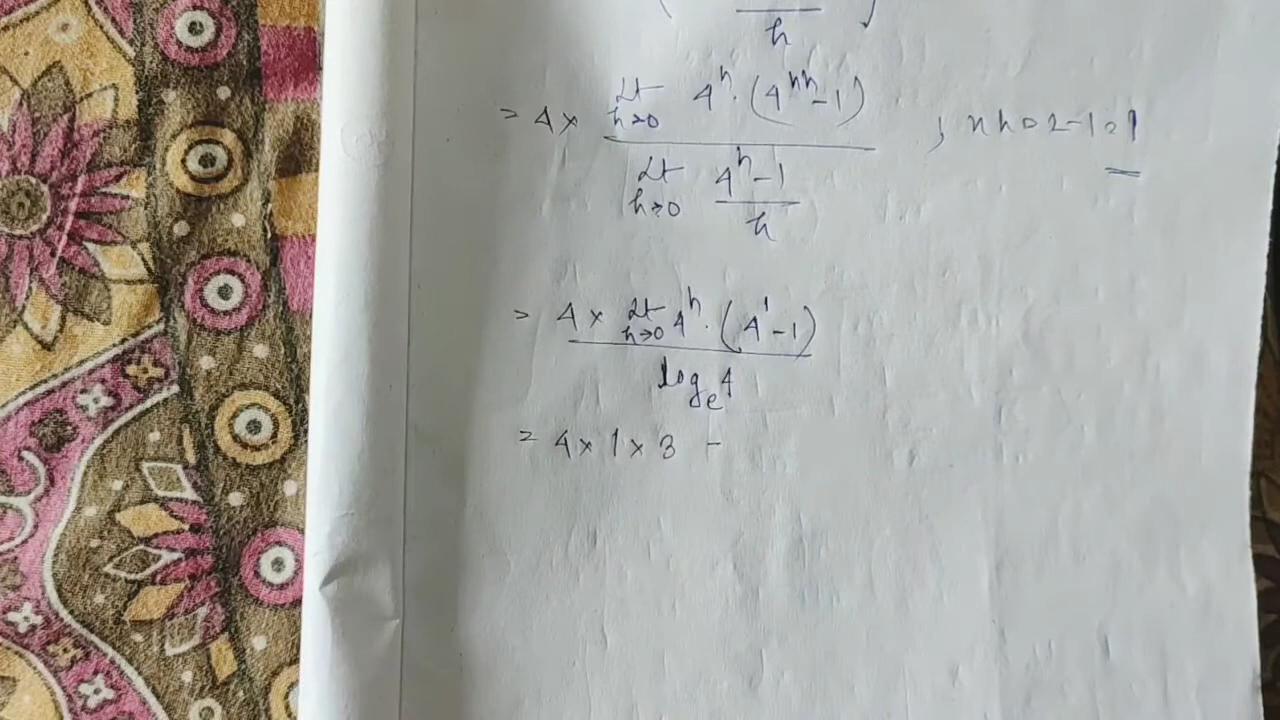 h
= 4 × Lt h→0 4^h . (4^{nh} - 1) , nh = 2-1 = 1
Lt h→0 4^h - 1 / h
= 4 × Lt h→0 4^h . (4^1 - 1)
log_e 4
= 4 × 1 × 3 -